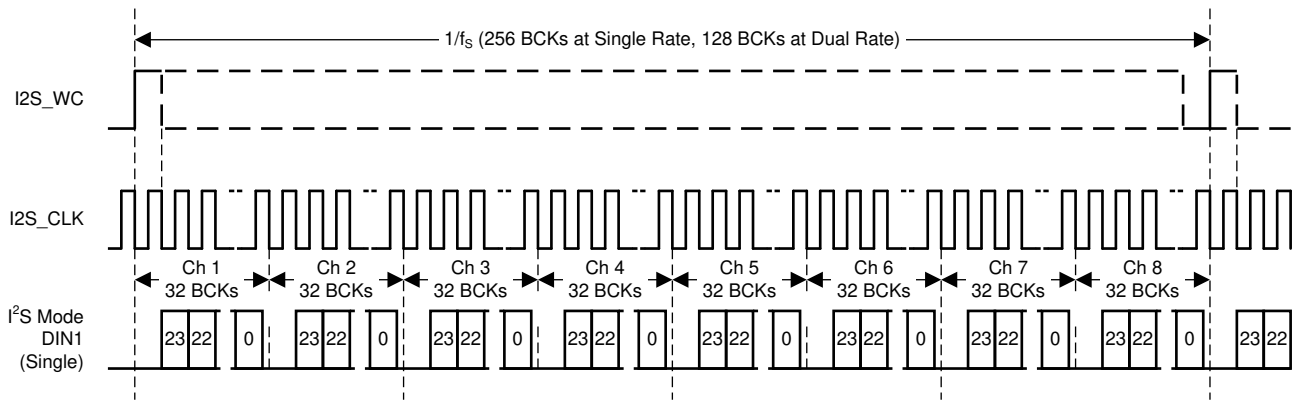 1/fS (256 BCKs at Single Rate, 128 BCKs at Dual Rate)
I2S_WC
I2S_CLK
Ch 1 Ch 2 Ch 3 Ch 4 Ch 5 Ch 6 Ch 7 Ch 8
32 BCKs 32 BCKs 32 BCKs 32 BCKs 32 BCKs 32 BCKs 32 BCKs 32 BCKs
I²S Mode
DIN1
(Single)
23 22 0 23 22 0 23 22 0 23 22 0 23 22 0 23 22 0 23 22 0 23 22 0 23 22